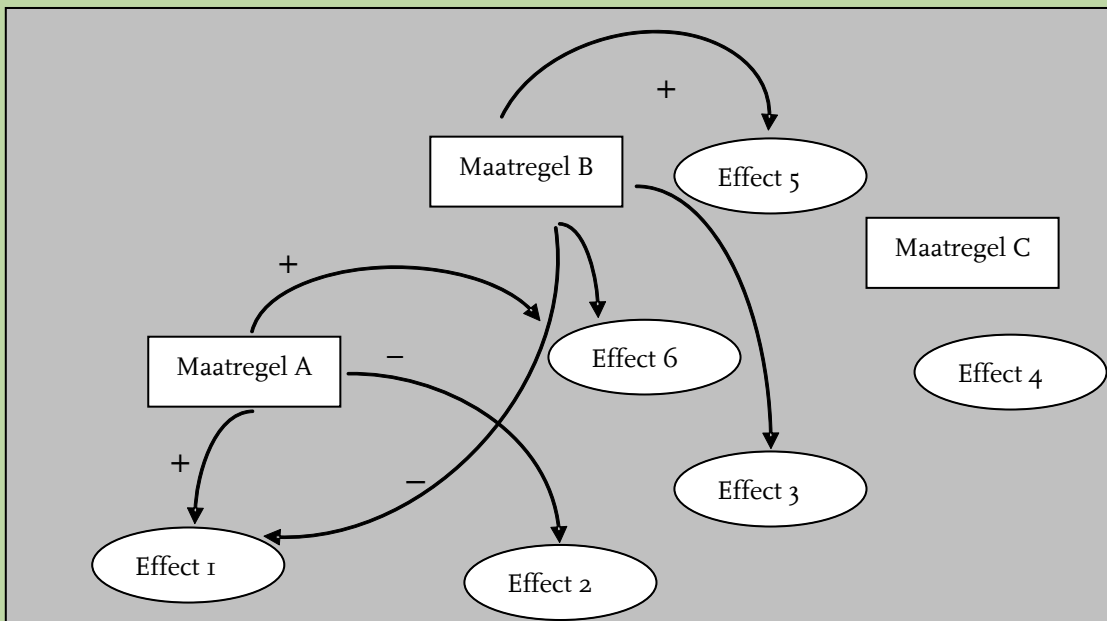 +
Maatregel B
Effect 5
Maatregel C
+
Maatregel A
–
Effect 6
Effect 4
+
–
Effect 3
Effect 1
Effect 2